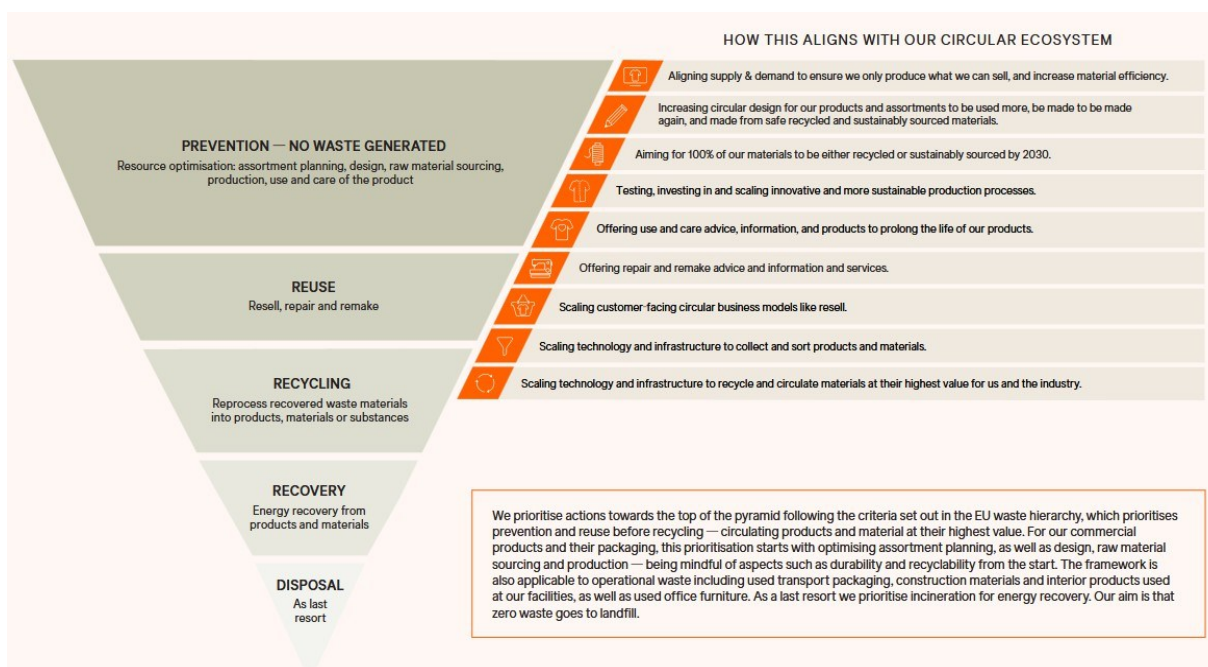 HOW THIS ALIGNS WITH OUR CIRCULAR ECOSYSTEM
PREVENTION — NO WASTE GENERATED
Resource optimisation: assortment planning, design, raw material sourcing,
production, use and care of the product
Aligning supply & demand to ensure we only produce what we can sell, and increase material efficiency.
Increasing circular design for our products and assortments to be used more, be made to be made
again, and made from safe recycled and sustainably sourced materials.
Aiming for 100% of our materials to be either recycled or sustainably sourced by 2030.
Testing, investing in and scaling innovative and more sustainable production processes.
Offering use and care advice, information, and products to prolong the life of our products.
REUSE
Resell, repair and remake
Offering repair and remake advice and information and services.
Scaling customer-facing circular business models like resell.
RECYCLING
Reprocess recovered waste materials
into products, materials or substances
Scaling technology and infrastructure to collect and sort products and materials.
Scaling technology and infrastructure to recycle and circulate materials at their highest value for us and the industry.
RECOVERY
Energy recovery from
products and materials
DISPOSAL
As last
resort
We prioritise actions towards the top of the pyramid following the criteria set out in the EU waste hierarchy, which prioritises
prevention and reuse before recycling — circulating products and material at their highest value. For our commercial
products and their packaging, this prioritisation starts with optimising assortment planning, as well as design, raw material
sourcing and production — being mindful of aspects such as durability and recyclability from the start. The framework is
also applicable to operational waste including used transport packaging, construction materials and interior products used
at our facilities, as well as used office furniture. As a last resort we prioritise incineration for energy recovery. Our aim is that
zero waste goes to landfill.